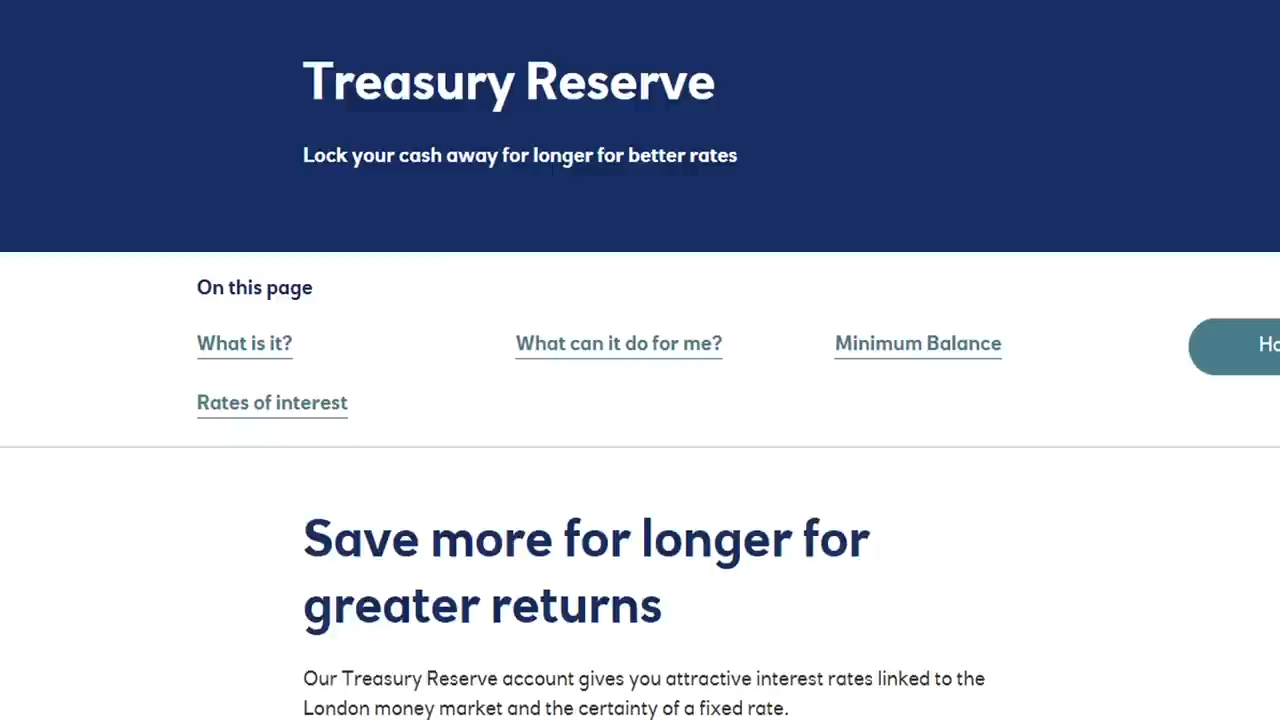 Treasury Reserve
Lock your cash away for longer for better rates
On this page
What is it?
What can it do for me?
Minimum Balance
Rates of interest
Save more for longer for
greater returns
Our Treasury Reserve account gives you attractive interest rates linked to the
London money market and the certainty of a fixed rate.